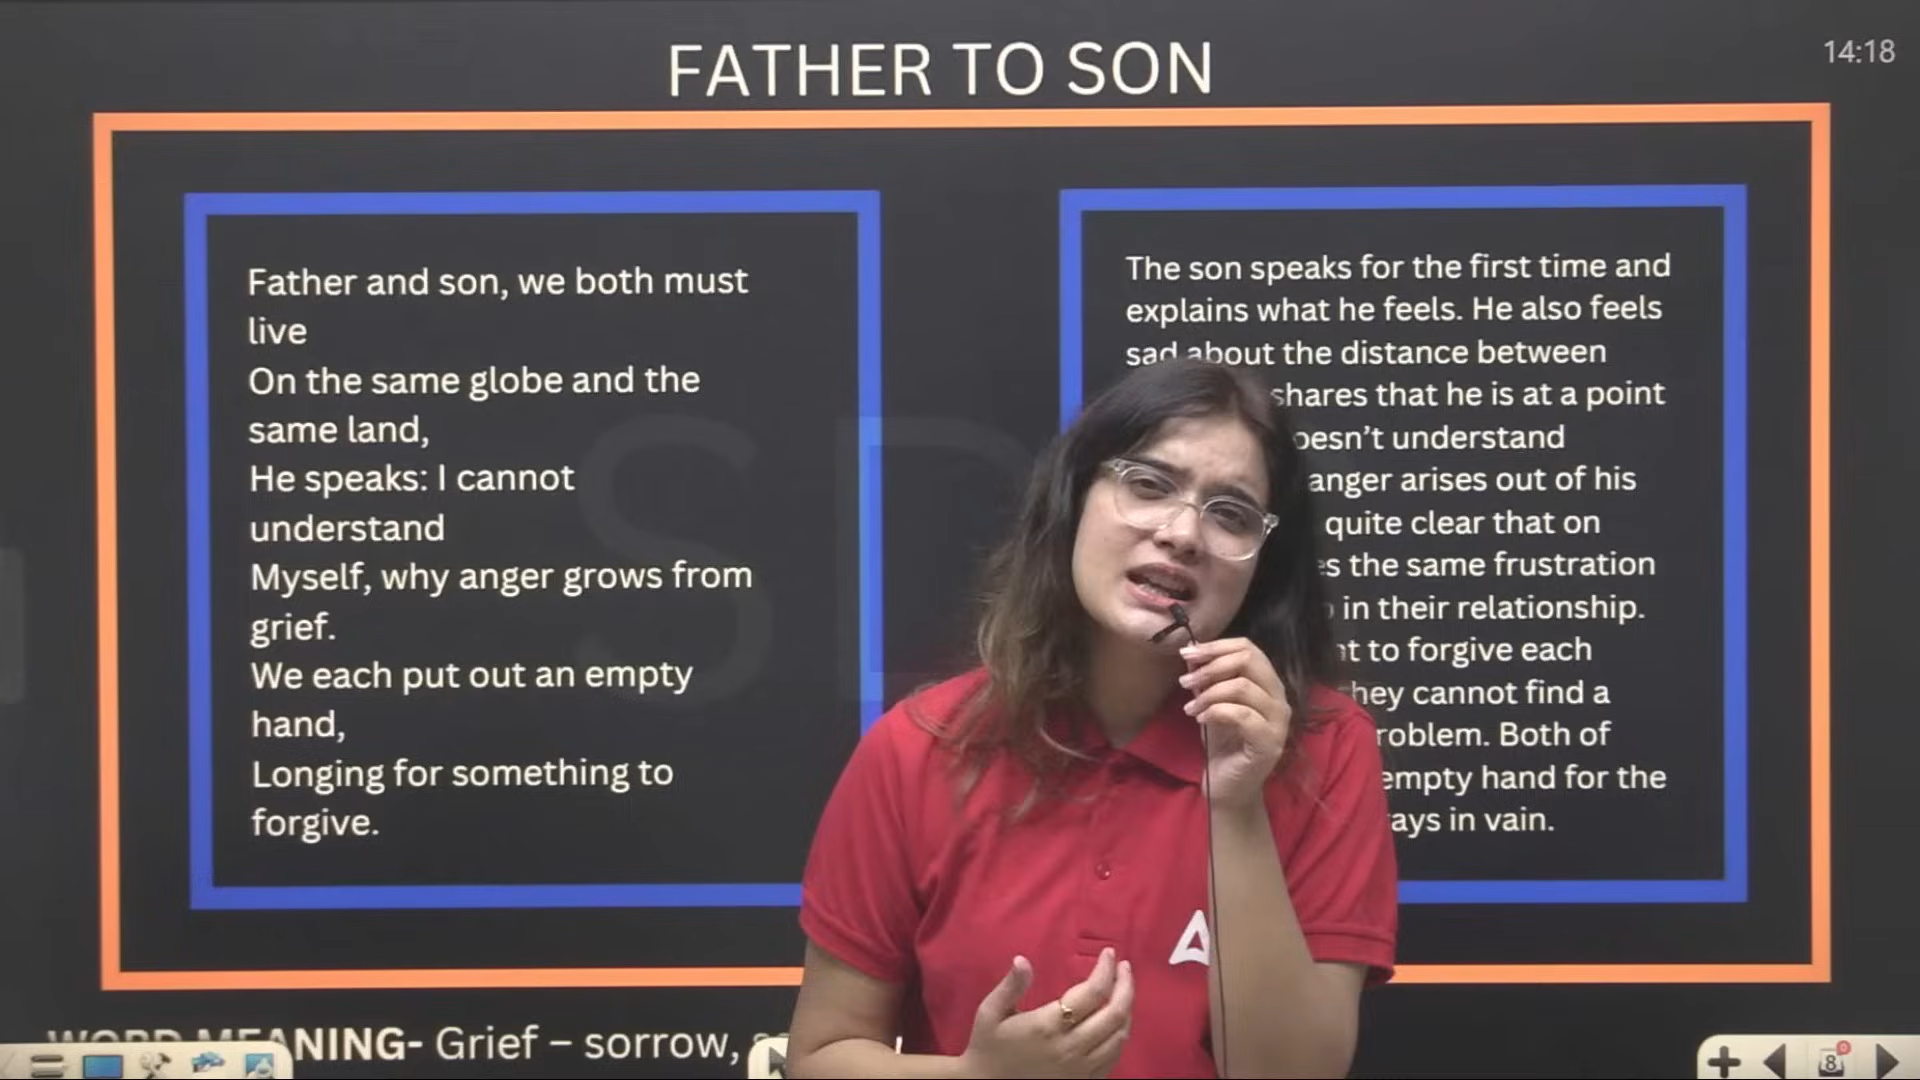 FATHER TO SON
14:18
Father and son, we both must
live
On the same globe and the
same land,
He speaks: I cannot
understand
Myself, why anger grows from
grief.
We each put out an empty
hand,
Longing for something to
forgive.
The son speaks for the first time and
explains what he feels. He also feels
sad about the distance between
shares that he is at a point
understand
anger arises out of his
quite clear that on
the same frustration
in their relationship.
to forgive each
cannot find a
Both of
empty hand for the
in vain.
WORD MEANING- Grief – sorrow,
8
0